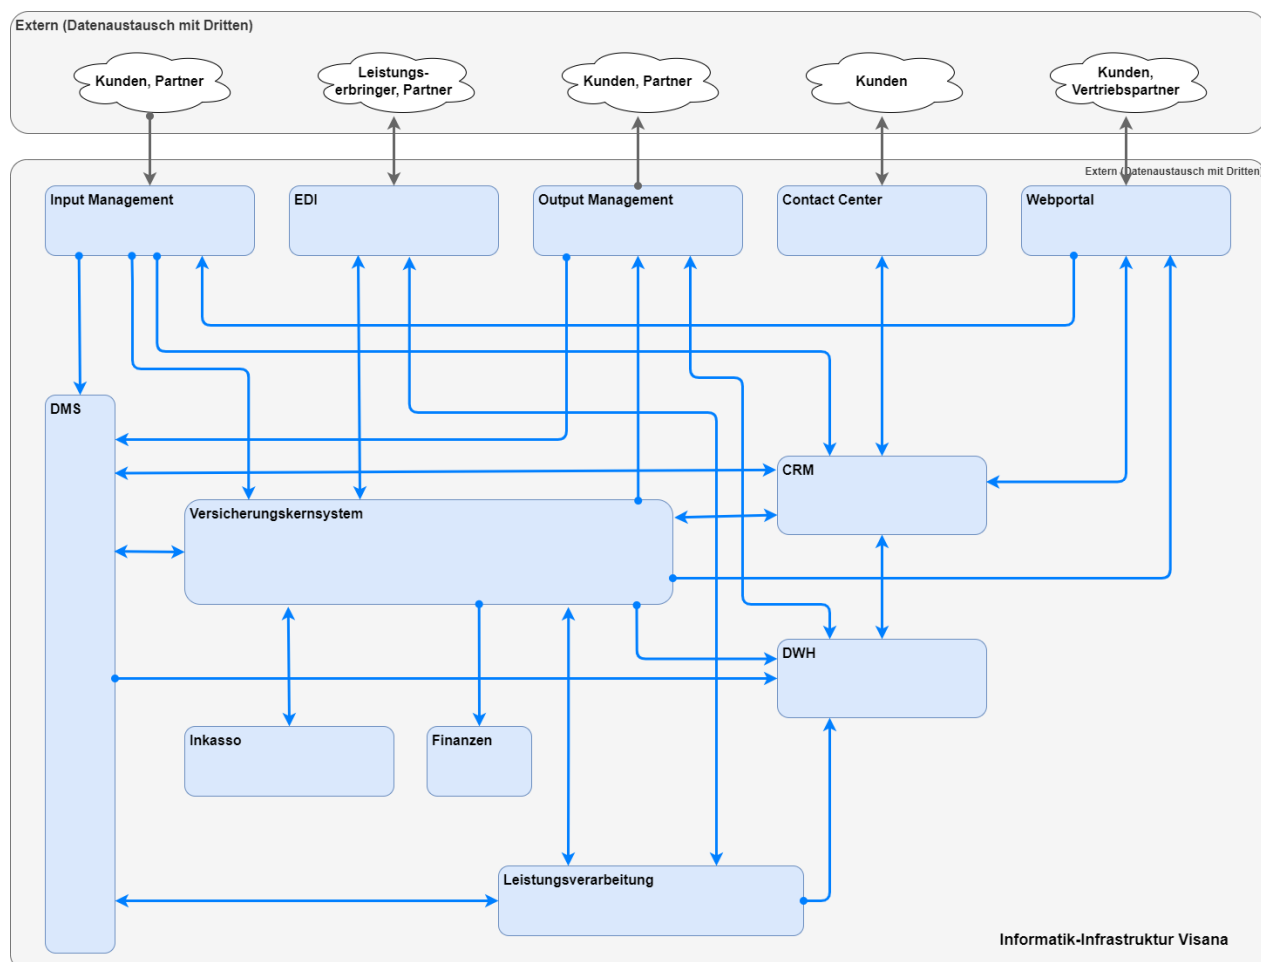 Extern (Datenaustausch mit Dritten)
Kunden, Partner
Leistungs-
erbringer, Partner
Kunden, Partner
Kunden
Kunden,
Vertriebspartner
Extern (Datenaustausch mit Dritten)
Input Management
EDI
Output Management
Contact Center
Webportal
DMS
CRM
Versicherungskernsystem
DWH
Inkasso
Finanzen
Leistungsverarbeitung
Informatik-Infrastruktur Visana